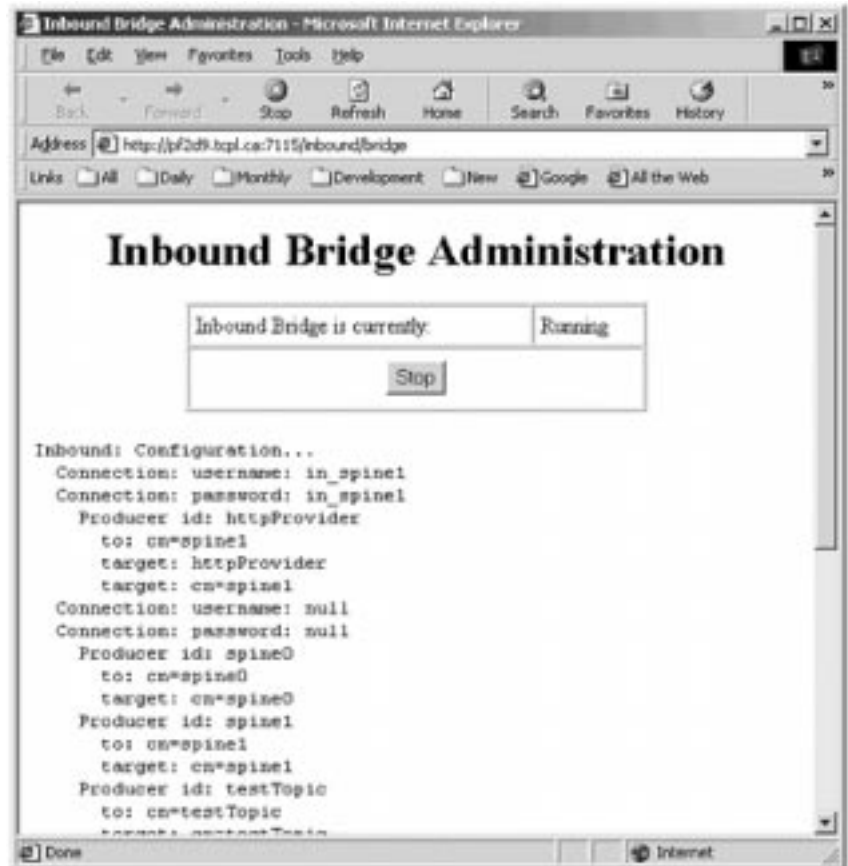 Inbound Bridge Administration - Microsoft Internet Explorer
File Edit View Favorites Tools Help
Back Forward Stop Refresh Home Search Favorites History »
Address http://pf2d9.tcpl.ca:7115/inbound/bridge
Links All Daily Monthly Development New Google All the Web »
Inbound Bridge Administration
Inbound Bridge is currently: Running
Stop
Inbound: Configuration...
Connection: username: in_spine1
Connection: password: in_spine1
Producer id: httpProvider
to: cn=spine1
target: httpProvider
target: cn=spine1
Connection: username: null
Connection: password: null
Producer id: spine0
to: cn=spine0
target: cn=spine0
Producer id: spine1
to: cn=spine1
target: cn=spine1
Producer id: testTopic
to: cn=testTopic
target: cn=testTopic
Done Internet